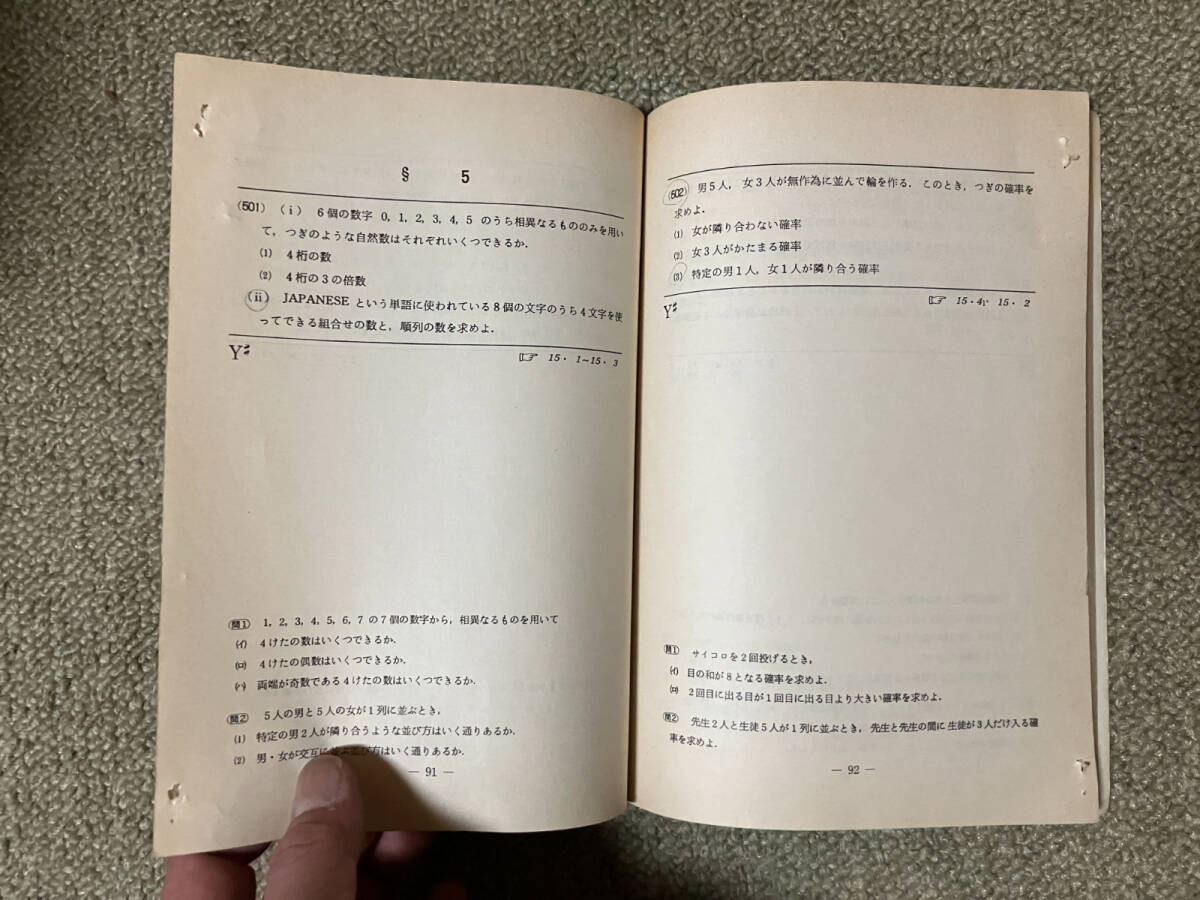 § 5
(501) (ⅰ) 6個の数字 0, 1, 2, 3, 4, 5 のうち相異なるもののみを用い
て,つぎのような自然数はそれぞれいくつできるか.
(1) 4桁の数
(2) 4桁の3の倍数
(ⅱ) JAPANESE という単語に使われている8個の文字のうち4文字を使
ってできる組合せの数と,順列の数を求めよ.
Y# ☞ 15・1~15・3
問1 1, 2, 3, 4, 5, 6, 7 の7個の数字から,相異なるものを用いて
(イ) 4けたの数はいくつできるか.
(ロ) 4けたの偶数はいくつできるか.
(ハ) 両端が奇数である4けたの数はいくつできるか.
問2 5人の男と5人の女が1列に並ぶとき,
(1) 特定の男2人が隣り合うような並び方はいく通りあるか.
(2) 男・女が交互に並ぶ並び方はいく通りあるか.
— 91 —
(502) 男5人,女3人が無作為に並んで輪を作る.このとき,つぎの確率を
求めよ.
(1) 女が隣り合わない確率
(2) 女3人がかたまる確率
(3) 特定の男1人,女1人が隣り合う確率
Y# ☞ 15・4, 15・2
問1 サイコロを2回投げるとき,
(イ) 目の和が8となる確率を求めよ.
(ロ) 2回目に出る目が1回目に出る目より大きい確率を求めよ.
問2 先生2人と生徒5人が1列に並ぶとき,先生と先生の間に生徒が3人だけ入る確
率を求めよ.
— 92 —